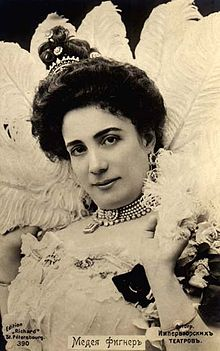 Edition
„Richard“
St. Pétersbourg.
390
Медея Фигнеръ
Императорскихъ
ТЕАТРОВЪ.